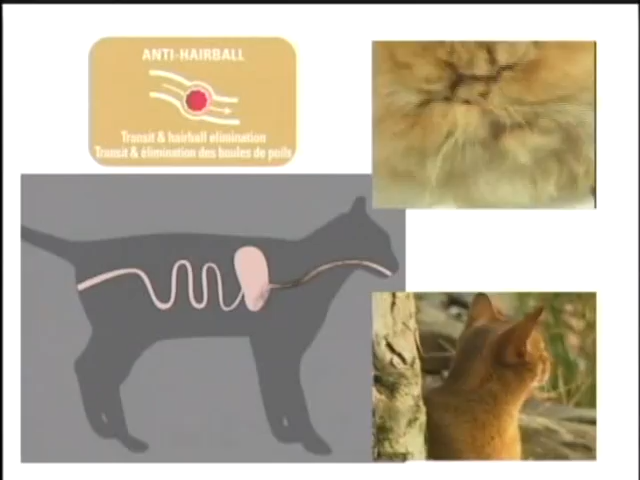 ANTI-HAIRBALL
Transit & hairball elimination
Transit & élimination des boules de poils